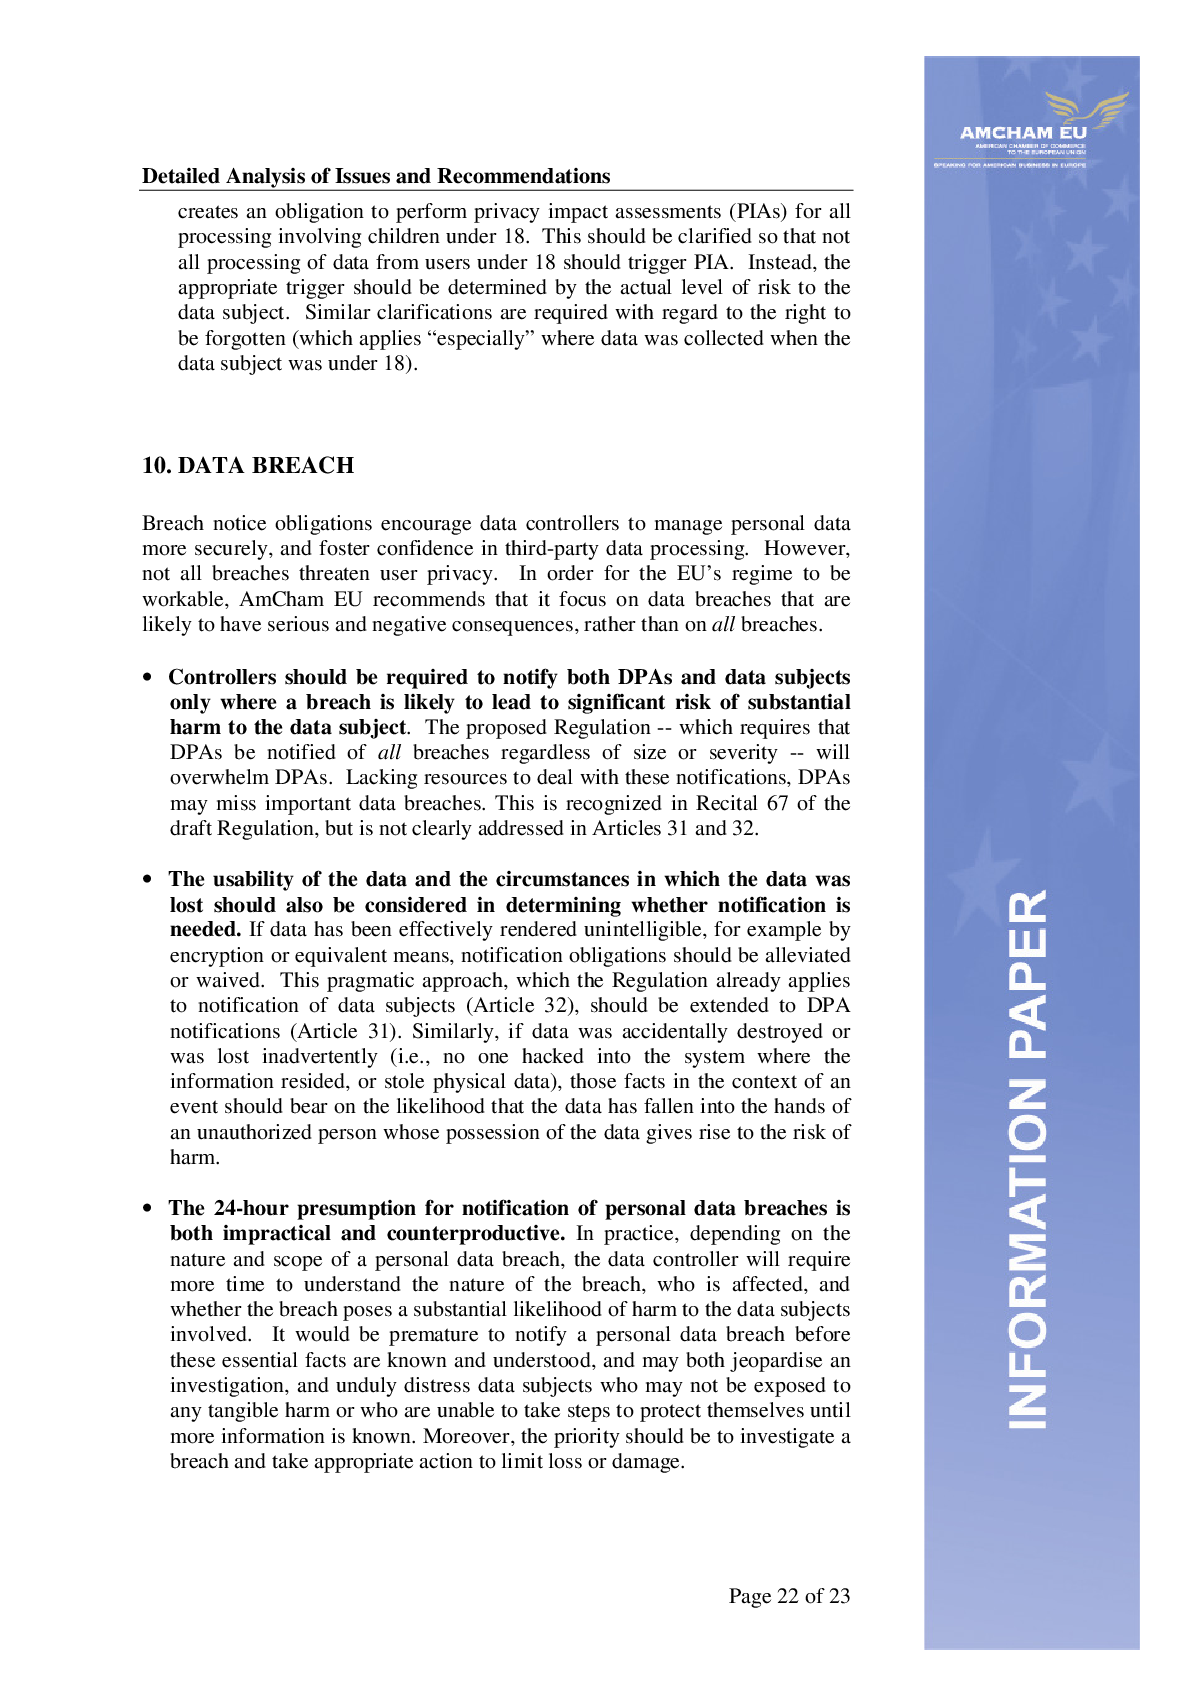 AMCHAM EU
AMERICAN CHAMBER OF COMMERCE
TO THE EUROPEAN UNION
SPEAKING FOR AMERICAN BUSINESS IN EUROPE
Detailed Analysis of Issues and Recommendations
creates an obligation to perform privacy impact assessments (PIAs) for all
processing involving children under 18.  This should be clarified so that not
all processing of data from users under 18 should trigger PIA.  Instead, the
appropriate trigger should be determined by the actual level of risk to the
data subject.  Similar clarifications are required with regard to the right to
be forgotten (which applies “especially” where data was collected when the
data subject was under 18).
10. DATA BREACH
Breach notice obligations encourage data controllers to manage personal data
more securely, and foster confidence in third-party data processing.  However,
not all breaches threaten user privacy.  In order for the EU’s regime to be
workable, AmCham EU recommends that it focus on data breaches that are
likely to have serious and negative consequences, rather than on all breaches.
• Controllers should be required to notify both DPAs and data subjects
only where a breach is likely to lead to significant risk of substantial
harm to the data subject.  The proposed Regulation -- which requires that
DPAs be notified of all breaches regardless of size or severity -- will
overwhelm DPAs.  Lacking resources to deal with these notifications, DPAs
may miss important data breaches. This is recognized in Recital 67 of the
draft Regulation, but is not clearly addressed in Articles 31 and 32.
• The usability of the data and the circumstances in which the data was
lost should also be considered in determining whether notification is
needed. If data has been effectively rendered unintelligible, for example by
encryption or equivalent means, notification obligations should be alleviated
or waived.  This pragmatic approach, which the Regulation already applies
to notification of data subjects (Article 32), should be extended to DPA
notifications (Article 31). Similarly, if data was accidentally destroyed or
was lost inadvertently (i.e., no one hacked into the system where the
information resided, or stole physical data), those facts in the context of an
event should bear on the likelihood that the data has fallen into the hands of
an unauthorized person whose possession of the data gives rise to the risk of
harm.
• The 24-hour presumption for notification of personal data breaches is
both impractical and counterproductive. In practice, depending on the
nature and scope of a personal data breach, the data controller will require
more time to understand the nature of the breach, who is affected, and
whether the breach poses a substantial likelihood of harm to the data subjects
involved.  It would be premature to notify a personal data breach before
these essential facts are known and understood, and may both jeopardise an
investigation, and unduly distress data subjects who may not be exposed to
any tangible harm or who are unable to take steps to protect themselves until
more information is known. Moreover, the priority should be to investigate a
breach and take appropriate action to limit loss or damage.
INFORMATION PAPER
Page 22 of 23